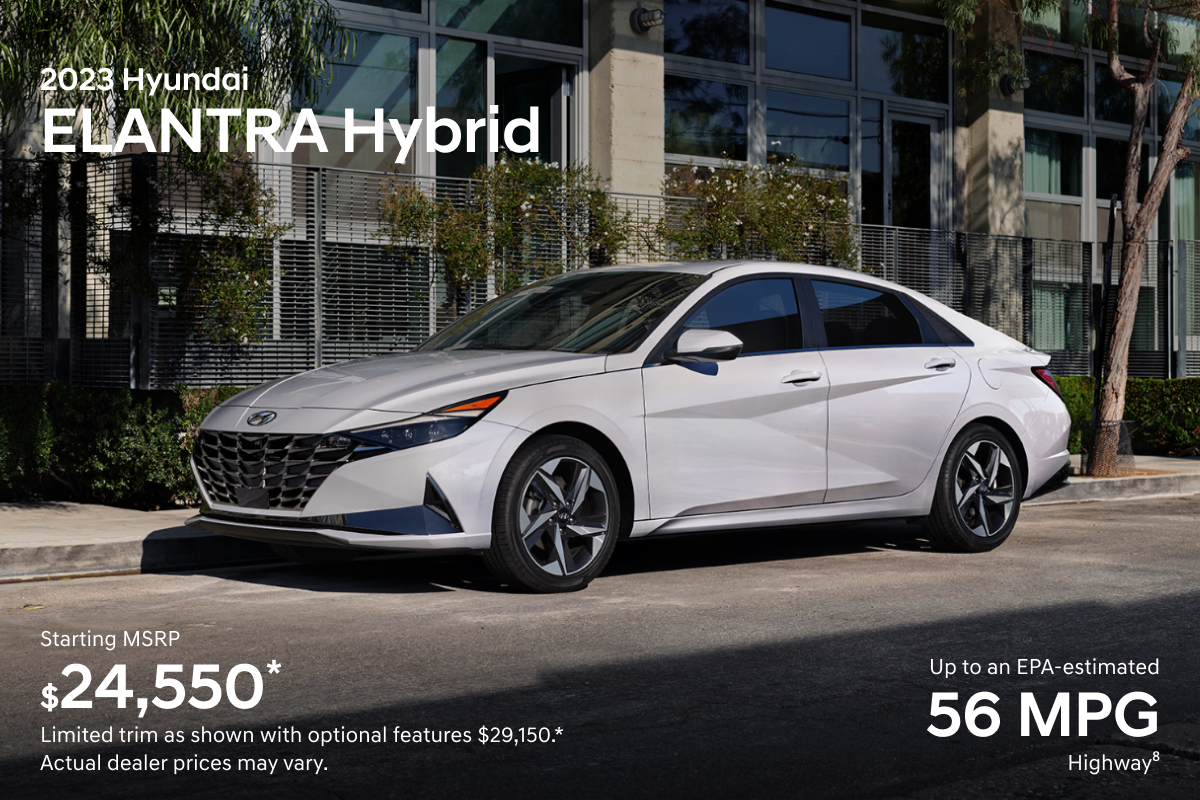 2023 Hyundai
ELANTRA Hybrid
Starting MSRP
$24,550*
Limited trim as shown with optional features $29,150.*
Actual dealer prices may vary.
Up to an EPA-estimated
56 MPG
Highway8